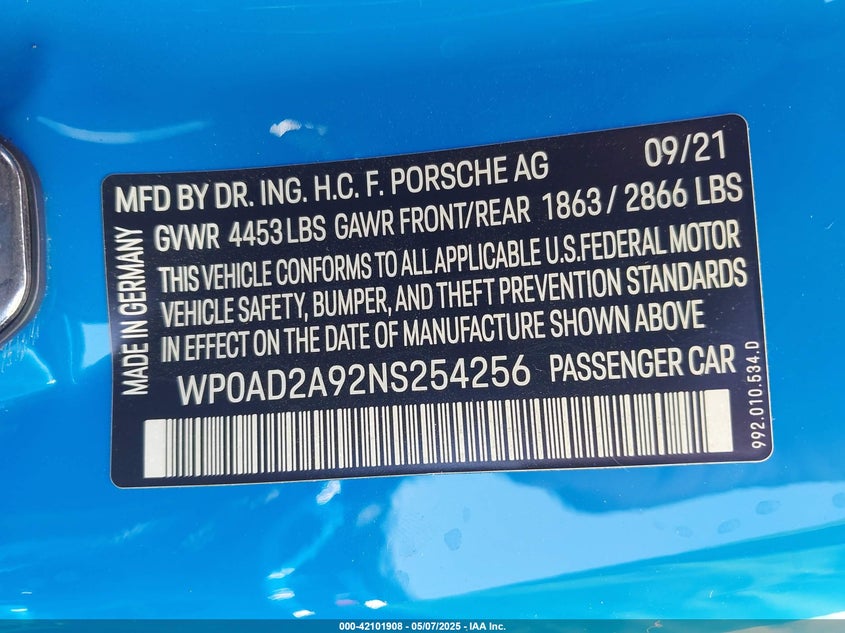 MFD BY DR. ING. H.C. F. PORSCHE AG 09/21
GVWR 4453 LBS GAWR FRONT/REAR 1863 / 2866 LBS
THIS VEHICLE CONFORMS TO ALL APPLICABLE U.S.FEDERAL MOTOR
VEHICLE SAFETY, BUMPER, AND THEFT PREVENTION STANDARDS
IN EFFECT ON THE DATE OF MANUFACTURE SHOWN ABOVE
WP0AD2A92NS254256 PASSENGER CAR
MADE IN GERMANY
992.010.534.D
000-42101908 - 05/07/2025 - IAA Inc.